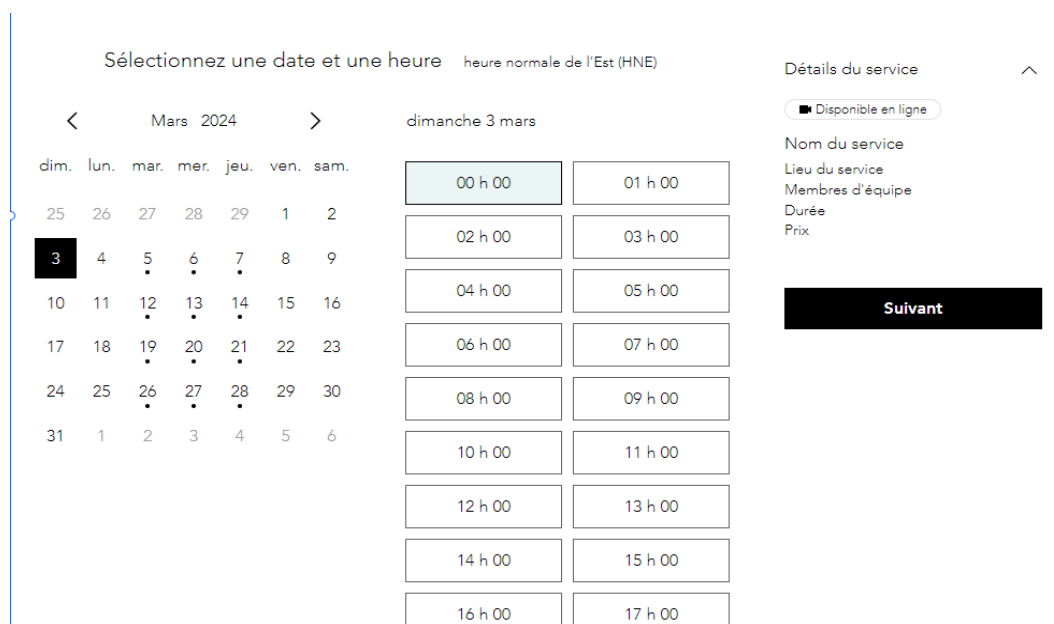 Sélectionnez une date et une heure heure normale de l'Est (HNE)
Mars 2024
dim. lun. mar. mer. jeu. ven. sam.
25 26 27 28 29 1 2
3 4 5 6 7 8 9
10 11 12 13 14 15 16
17 18 19 20 21 22 23
24 25 26 27 28 29 30
31 1 2 3 4 5 6
dimanche 3 mars
00 h 00 01 h 00
02 h 00 03 h 00
04 h 00 05 h 00
06 h 00 07 h 00
08 h 00 09 h 00
10 h 00 11 h 00
12 h 00 13 h 00
14 h 00 15 h 00
16 h 00 17 h 00
Détails du service
Disponible en ligne
Nom du service
Lieu du service
Membres d'équipe
Durée
Prix
Suivant